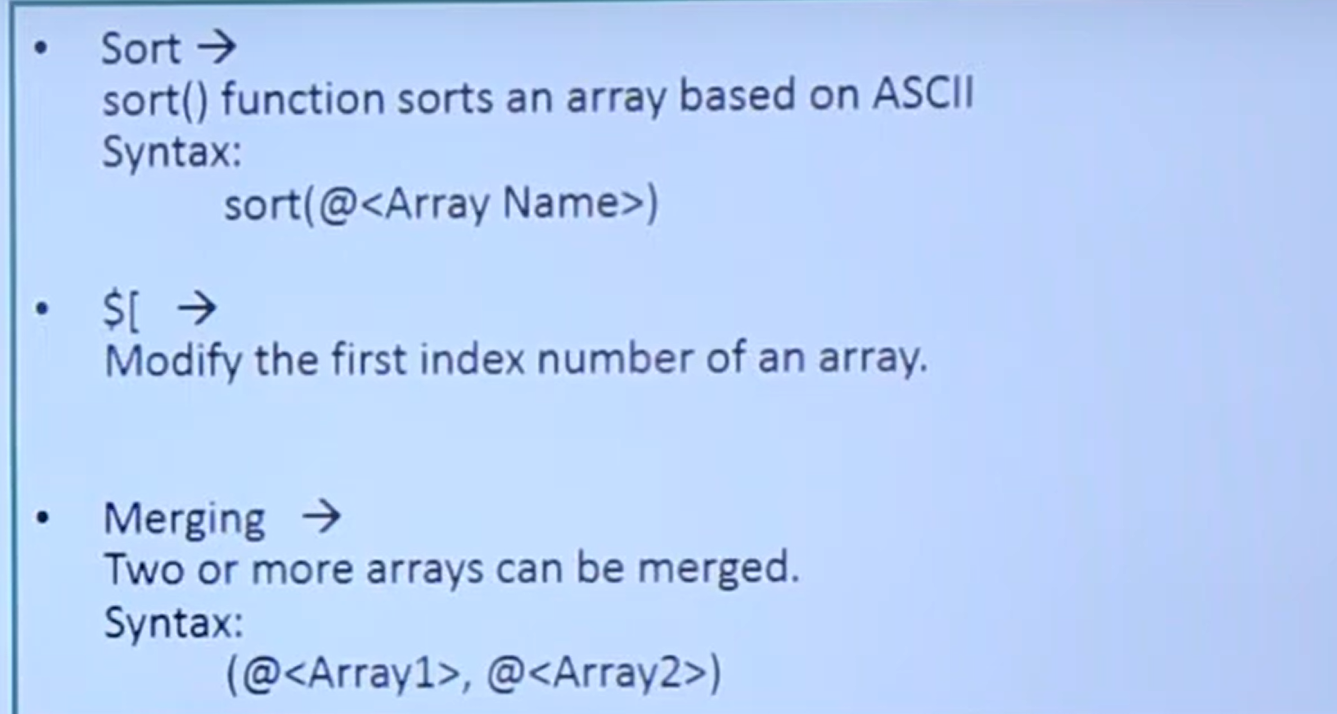 • Sort →
sort() function sorts an array based on ASCII
Syntax:
sort(@<Array Name>)
• $[ →
Modify the first index number of an array.
• Merging →
Two or more arrays can be merged.
Syntax:
(@<Array1>, @<Array2>)